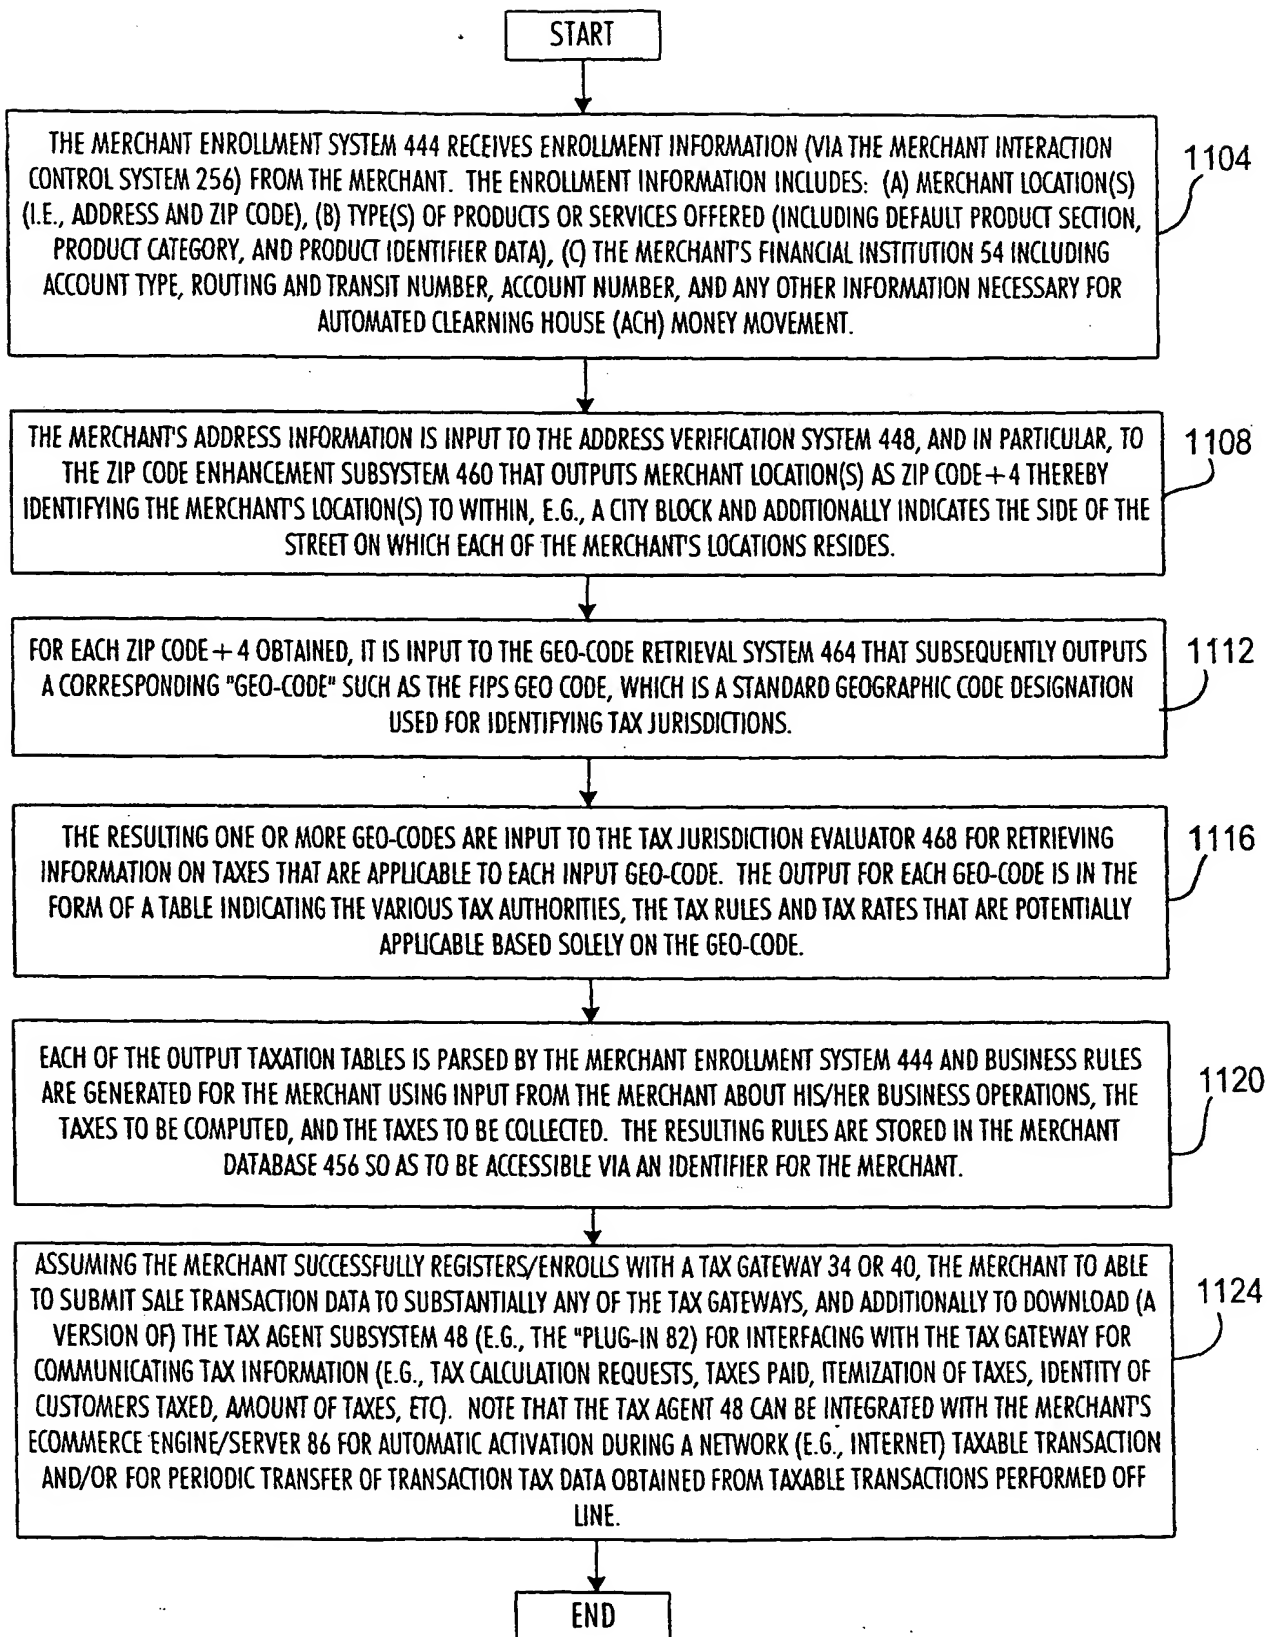 START
THE MERCHANT ENROLLMENT SYSTEM 444 RECEIVES ENROLLMENT INFORMATION (VIA THE MERCHANT INTERACTION
CONTROL SYSTEM 256) FROM THE MERCHANT. THE ENROLLMENT INFORMATION INCLUDES: (A) MERCHANT LOCATION(S)
(I.E., ADDRESS AND ZIP CODE), (B) TYPE(S) OF PRODUCTS OR SERVICES OFFERED (INCLUDING DEFAULT PRODUCT SECTION,
PRODUCT CATEGORY, AND PRODUCT IDENTIFIER DATA), (C) THE MERCHANT'S FINANCIAL INSTITUTION 54 INCLUDING
ACCOUNT TYPE, ROUTING AND TRANSIT NUMBER, ACCOUNT NUMBER, AND ANY OTHER INFORMATION NECESSARY FOR
AUTOMATED CLEARNING HOUSE (ACH) MONEY MOVEMENT.
1104
THE MERCHANT'S ADDRESS INFORMATION IS INPUT TO THE ADDRESS VERIFICATION SYSTEM 448, AND IN PARTICULAR, TO
THE ZIP CODE ENHANCEMENT SUBSYSTEM 460 THAT OUTPUTS MERCHANT LOCATION(S) AS ZIP CODE+4 THEREBY
IDENTIFYING THE MERCHANT'S LOCATION(S) TO WITHIN, E.G., A CITY BLOCK AND ADDITIONALLY INDICATES THE SIDE OF THE
STREET ON WHICH EACH OF THE MERCHANT'S LOCATIONS RESIDES.
1108
FOR EACH ZIP CODE+4 OBTAINED, IT IS INPUT TO THE GEO-CODE RETRIEVAL SYSTEM 464 THAT SUBSEQUENTLY OUTPUTS
A CORRESPONDING "GEO-CODE" SUCH AS THE FIPS GEO CODE, WHICH IS A STANDARD GEOGRAPHIC CODE DESIGNATION
USED FOR IDENTIFYING TAX JURISDICTIONS.
1112
THE RESULTING ONE OR MORE GEO-CODES ARE INPUT TO THE TAX JURISDICTION EVALUATOR 468 FOR RETRIEVING
INFORMATION ON TAXES THAT ARE APPLICABLE TO EACH INPUT GEO-CODE. THE OUTPUT FOR EACH GEO-CODE IS IN THE
FORM OF A TABLE INDICATING THE VARIOUS TAX AUTHORITIES, THE TAX RULES AND TAX RATES THAT ARE POTENTIALLY
APPLICABLE BASED SOLELY ON THE GEO-CODE.
1116
EACH OF THE OUTPUT TAXATION TABLES IS PARSED BY THE MERCHANT ENROLLMENT SYSTEM 444 AND BUSINESS RULES
ARE GENERATED FOR THE MERCHANT USING INPUT FROM THE MERCHANT ABOUT HIS/HER BUSINESS OPERATIONS, THE
TAXES TO BE COMPUTED, AND THE TAXES TO BE COLLECTED. THE RESULTING RULES ARE STORED IN THE MERCHANT
DATABASE 456 SO AS TO BE ACCESSIBLE VIA AN IDENTIFIER FOR THE MERCHANT.
1120
ASSUMING THE MERCHANT SUCCESSFULLY REGISTERS/ENROLLS WITH A TAX GATEWAY 34 OR 40, THE MERCHANT TO ABLE
TO SUBMIT SALE TRANSACTION DATA TO SUBSTANTIALLY ANY OF THE TAX GATEWAYS, AND ADDITIONALLY TO DOWNLOAD (A
VERSION OF) THE TAX AGENT SUBSYSTEM 48 (E.G., THE "PLUG-IN 82) FOR INTERFACING WITH THE TAX GATEWAY FOR
COMMUNICATING TAX INFORMATION (E.G., TAX CALCULATION REQUESTS, TAXES PAID, ITEMIZATION OF TAXES, IDENTITY OF
CUSTOMERS TAXED, AMOUNT OF TAXES, ETC). NOTE THAT THE TAX AGENT 48 CAN BE INTEGRATED WITH THE MERCHANT'S
ECOMMERCE ENGINE/SERVER 86 FOR AUTOMATIC ACTIVATION DURING A NETWORK (E.G., INTERNET) TAXABLE TRANSACTION
AND/OR FOR PERIODIC TRANSFER OF TRANSACTION TAX DATA OBTAINED FROM TAXABLE TRANSACTIONS PERFORMED OFF
LINE.
1124
END